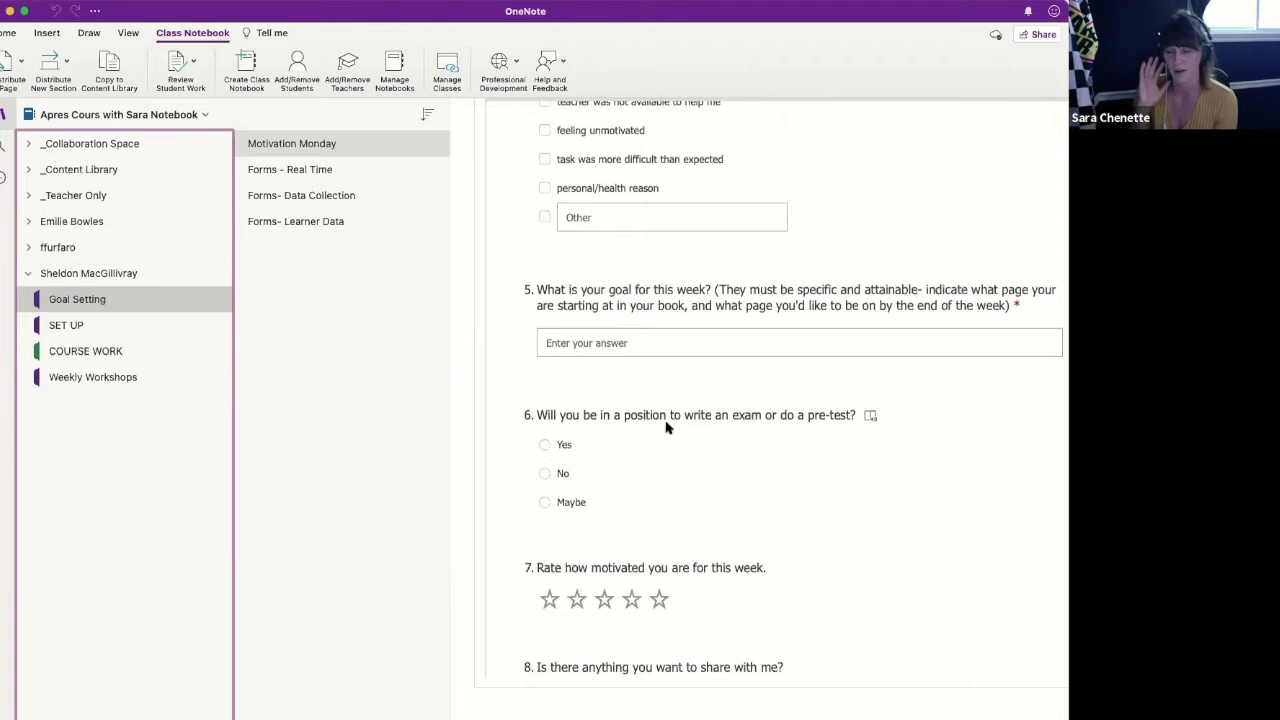 OneNote
ome Insert Draw View Class Notebook Tell me
Share
stribute Page
Distribute New Section
Copy to Content Library
Review Student Work
Create Class Notebook
Add/Remove Students
Add/Remove Teachers
Manage Notebooks
Manage Classes
Professional Development
Help and Feedback
Sara Chenette
Apres Cours with Sara Notebook
_Collaboration Space
_Content Library
_Teacher Only
Emilie Bowles
ffurfaro
Sheldon MacGillivray
Goal Setting
SET UP
COURSE WORK
Weekly Workshops
Motivation Monday
Forms - Real Time
Forms- Data Collection
Forms- Learner Data
teacher was not available to help me
feeling unmotivated
task was more difficult than expected
personal/health reason
Other
5. What is your goal for this week? (They must be specific and attainable- indicate what page your
are starting at in your book, and what page you'd like to be on by the end of the week) *
Enter your answer
6. Will you be in a position to write an exam or do a pre-test?
Yes
No
Maybe
7. Rate how motivated you are for this week.
8. Is there anything you want to share with me?